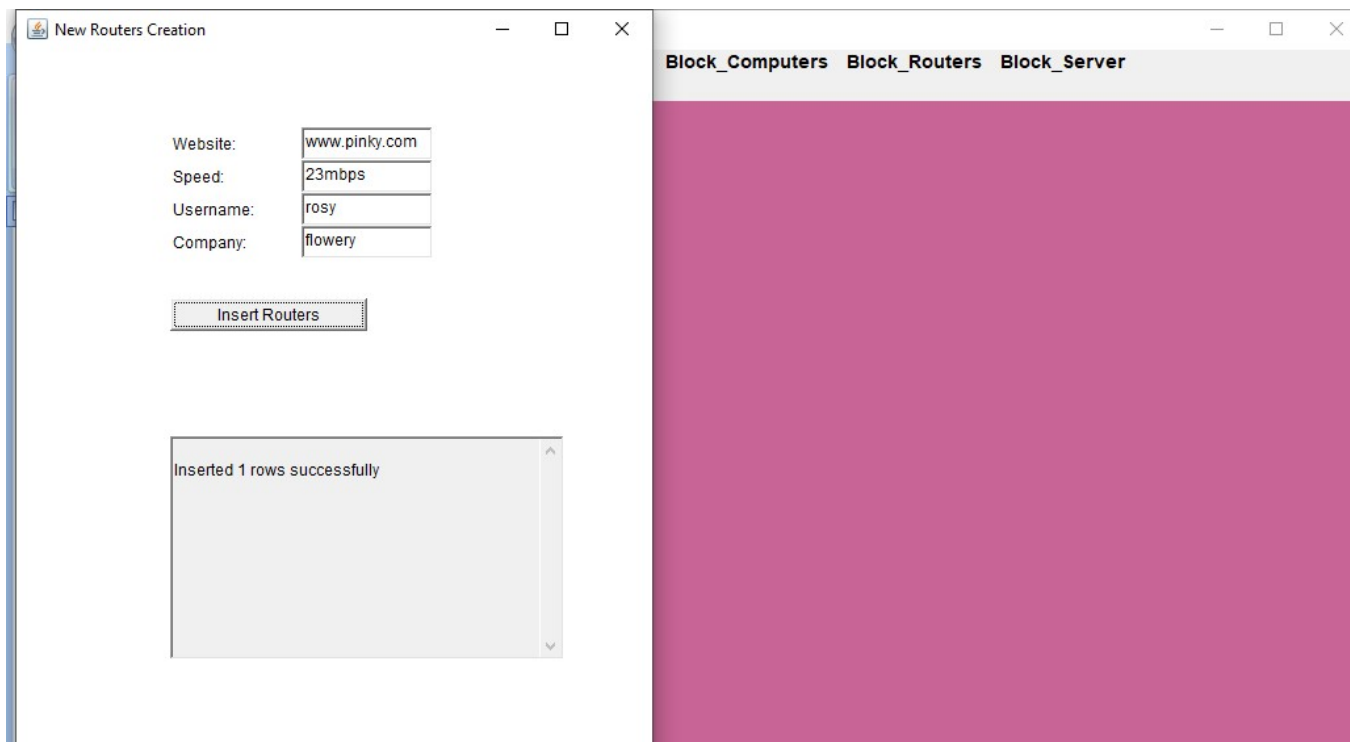 New Routers Creation
Block_Computers Block_Routers Block_Server
Website: www.pinky.com
Speed: 23mbps
Username: rosy
Company: flowery
Insert Routers
Inserted 1 rows successfully